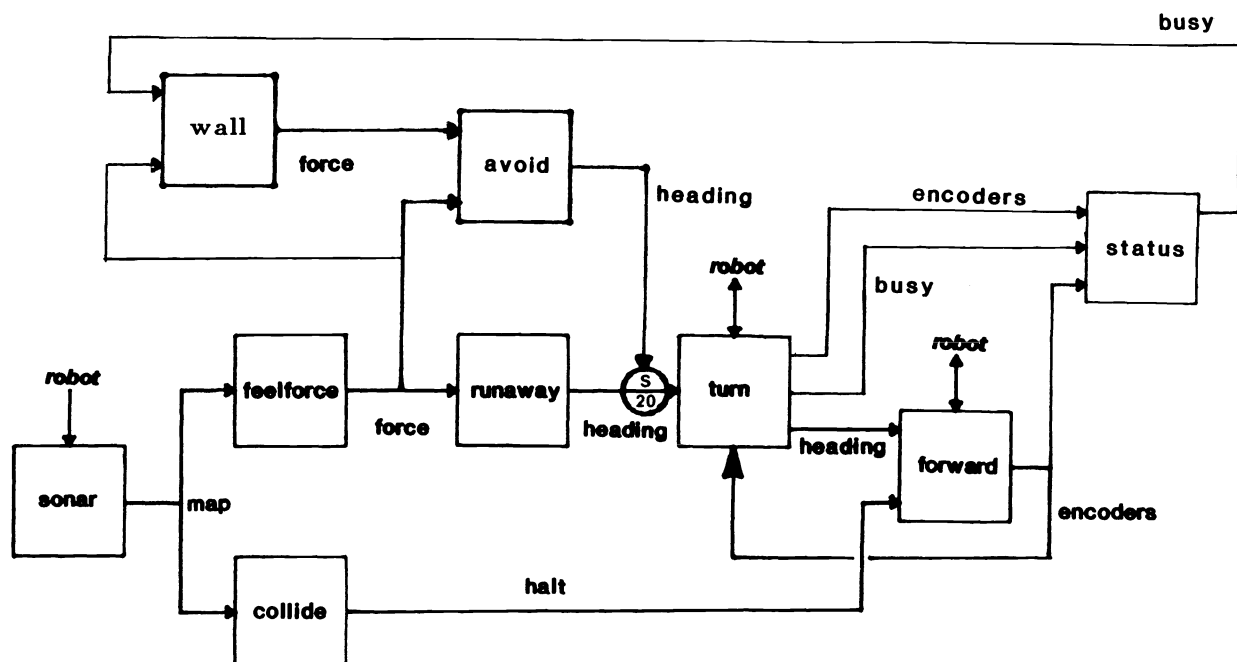 busy
wall
force
avoid
heading
encoders
status
robot
busy
robot
robot
feelforce
runaway
S
20
turn
force
heading
heading
forward
sonar
map
encoders
halt
collide